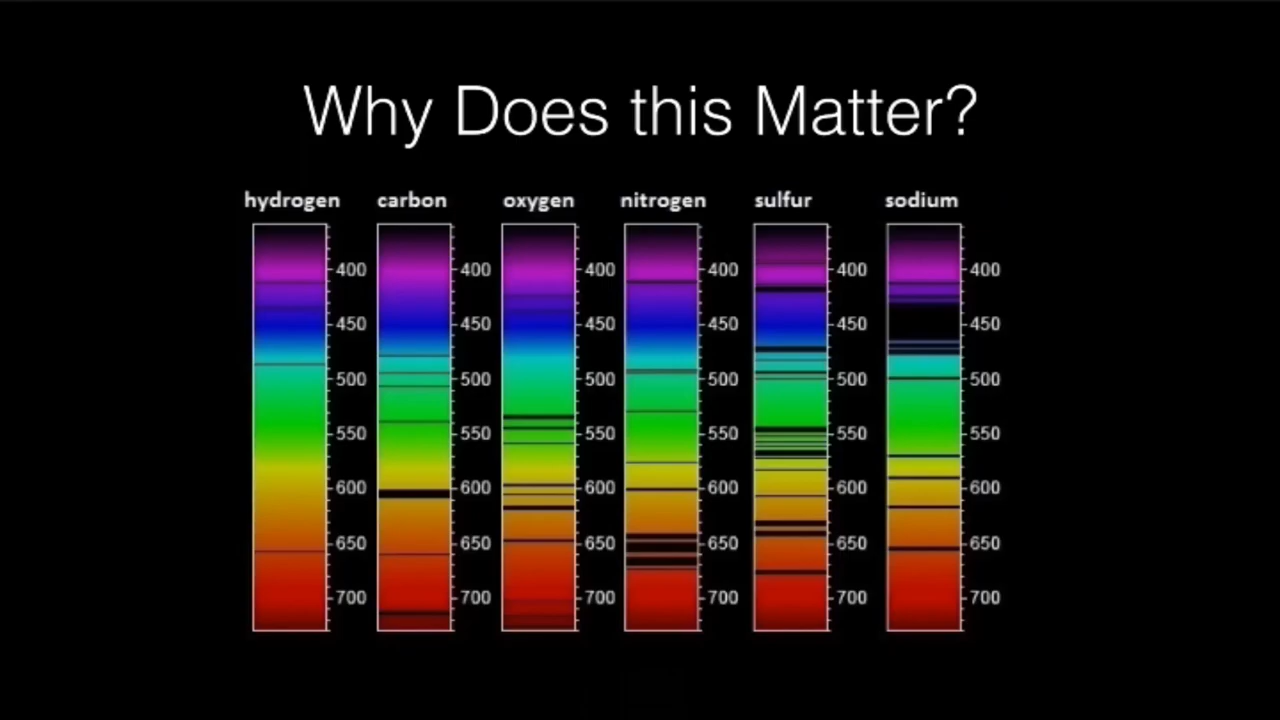 Why Does this Matter?
hydrogen carbon oxygen nitrogen sulfur sodium
400 400 400 400 400 400
450 450 450 450 450 450
500 500 500 500 500 500
550 550 550 550 550 550
600 600 600 600 600 600
650 650 650 650 650 650
700 700 700 700 700 700